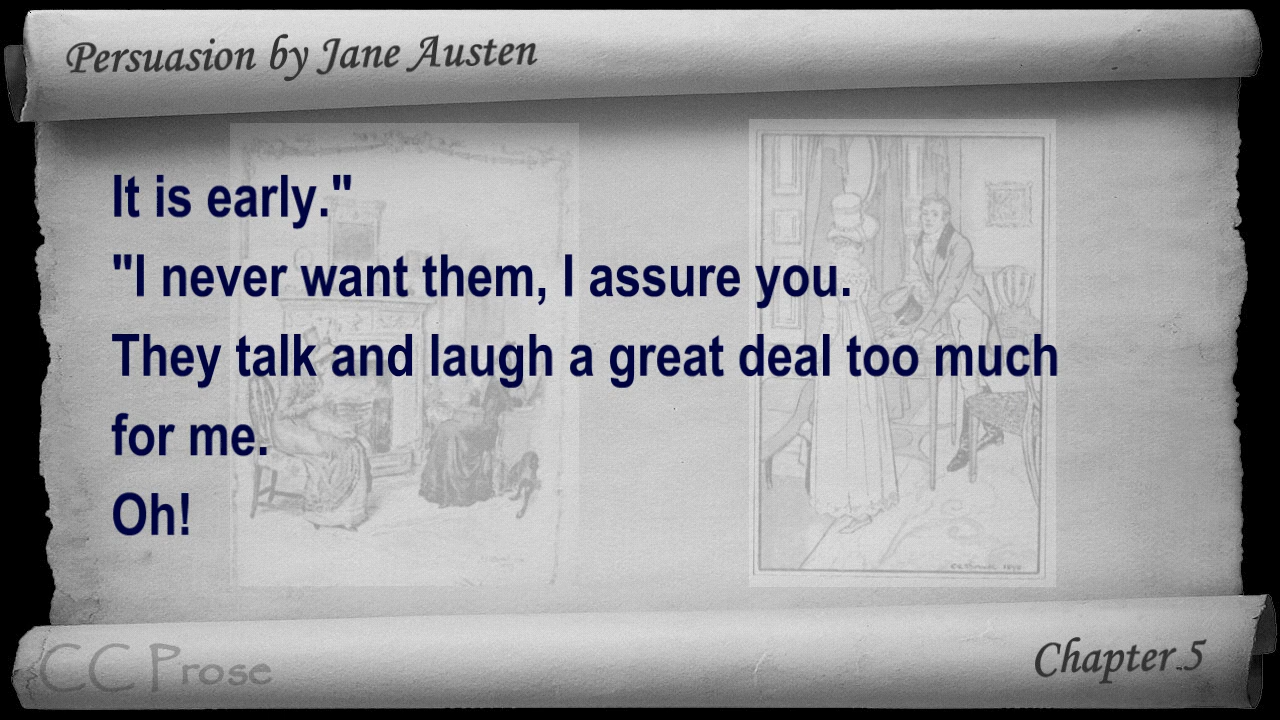 Persuasion by Jane Austen
It is early."
"I never want them, I assure you.
They talk and laugh a great deal too much
for me.
Oh!
CC Prose
Chapter 5